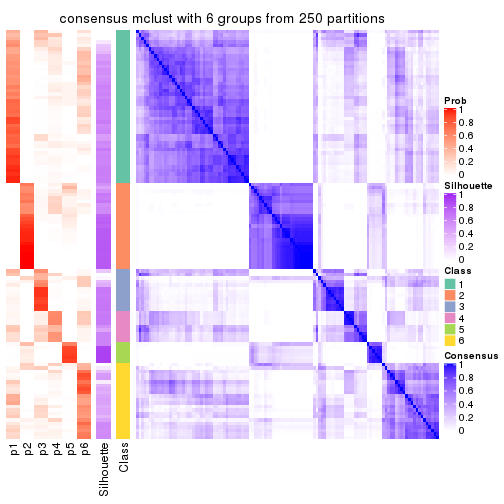 consensus mclust with 6 groups from 250 partitions
Prob
1
0.8
0.6
0.4
0.2
0
Silhouette
1
0.8
0.6
0.4
0.2
0
Class
1
2
3
4
5
6
Consensus
1
0.8
0.6
0.4
0.2
0
p1
p2
p3
p4
p5
p6
Silhouette
Class